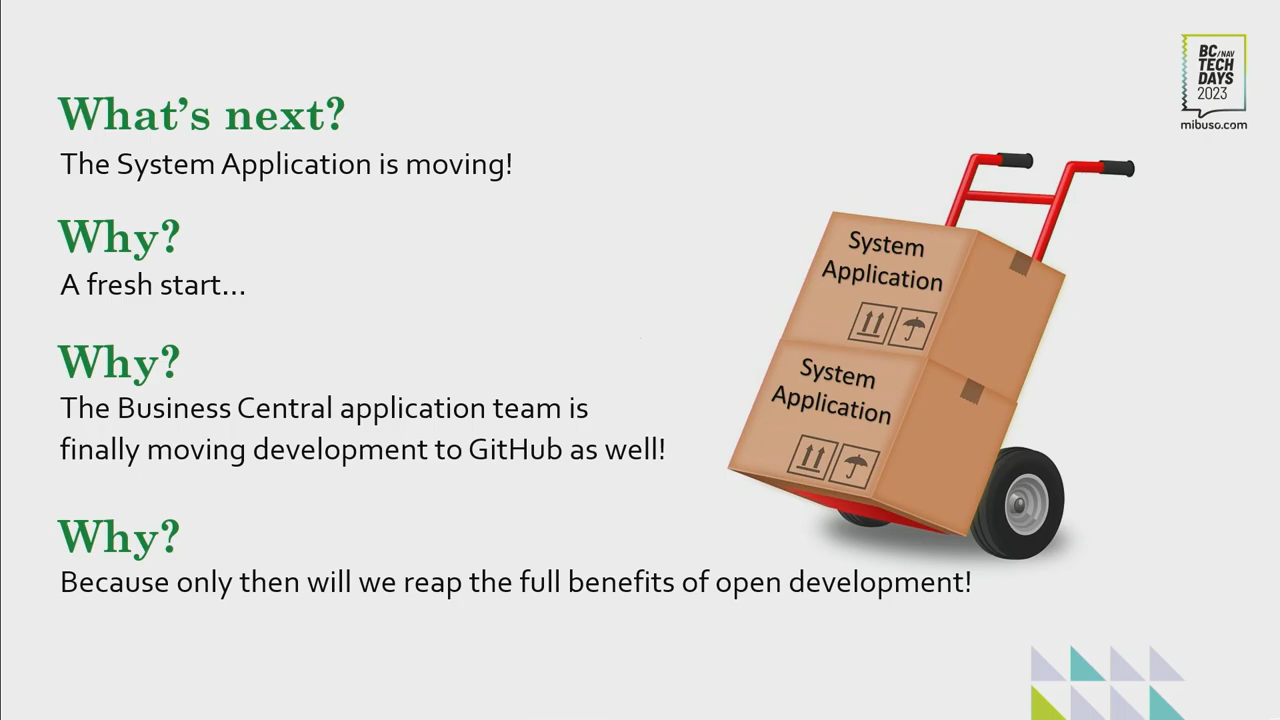 What's next?
The System Application is moving!
Why?
A fresh start...
Why?
The Business Central application team is
finally moving development to GitHub as well!
Why?
Because only then will we reap the full benefits of open development!
System
Application
System
Application
BC/NAV
TECH
DAYS
2023
mibuso.com